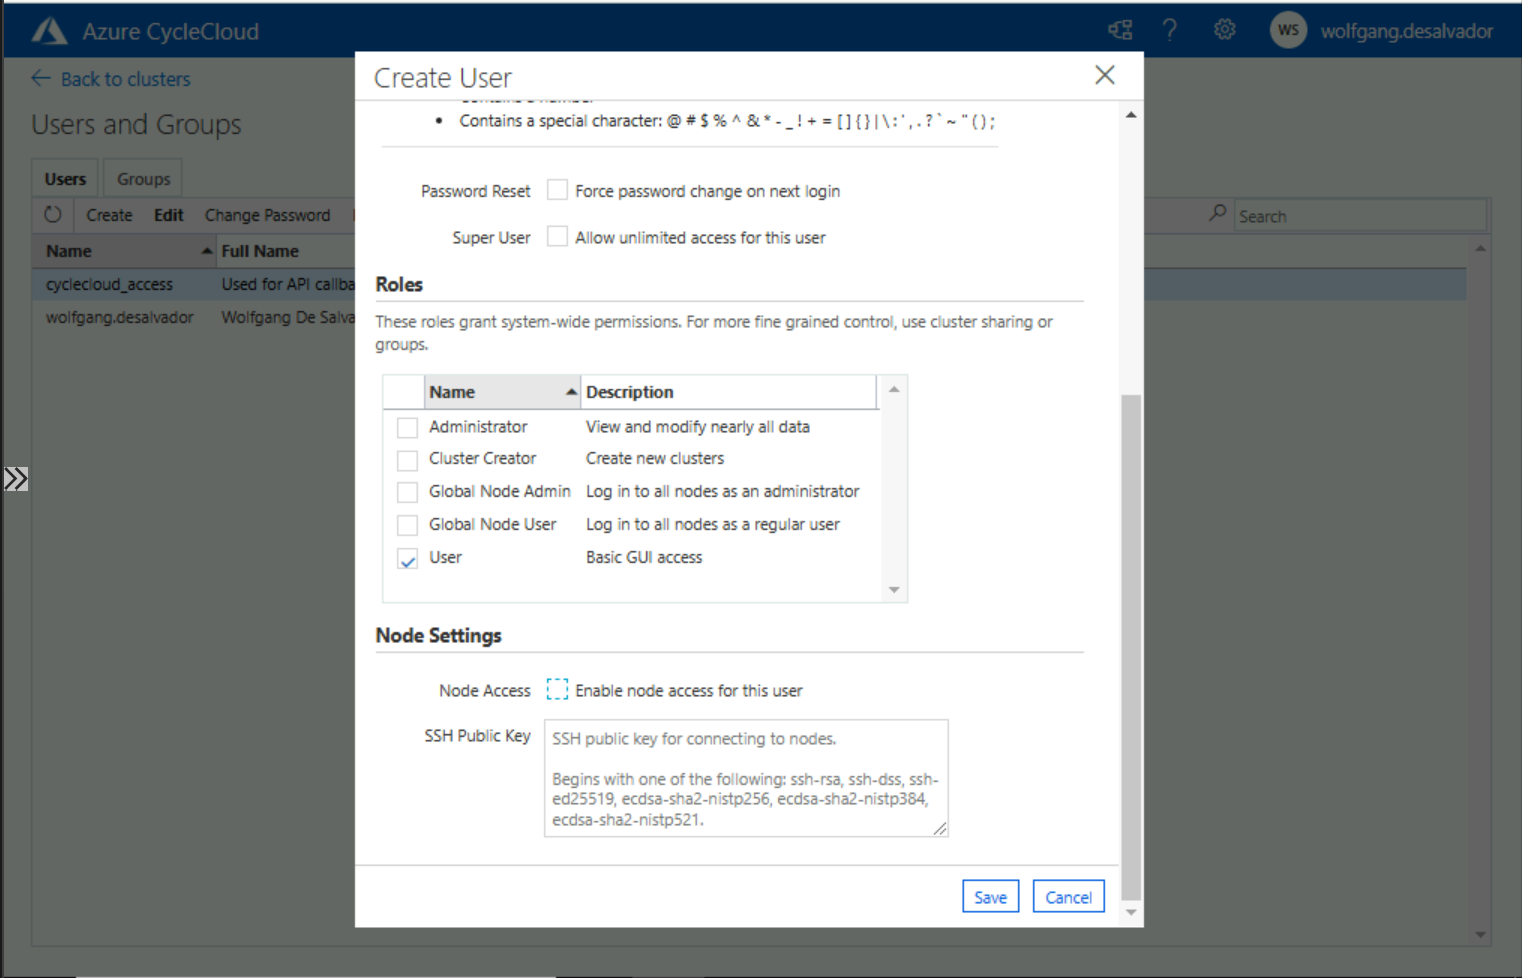 Azure CycleCloud
WS
wolfgang.desalvador
Back to clusters
Users and Groups
Users
Groups
Create
Edit
Change Password
Search
Name
Full Name
cyclecloud_access
Used for API callba
wolfgang.desalvador
Wolfgang De Salva
Create User
Contains a number
• Contains a special character: @ # $ % ^ & * - _ ! + = [ ] { } | \ : ' , . ? ` ~ " ( ) ;
Password Reset
Force password change on next login
Super User
Allow unlimited access for this user
Roles
These roles grant system-wide permissions. For more fine grained control, use cluster sharing or
groups.
Name
Description
Administrator
View and modify nearly all data
Cluster Creator
Create new clusters
Global Node Admin
Log in to all nodes as an administrator
Global Node User
Log in to all nodes as a regular user
User
Basic GUI access
Node Settings
Node Access
Enable node access for this user
SSH Public Key
SSH public key for connecting to nodes.
Begins with one of the following: ssh-rsa, ssh-dss, ssh-
ed25519, ecdsa-sha2-nistp256, ecdsa-sha2-nistp384,
ecdsa-sha2-nistp521.
Save
Cancel